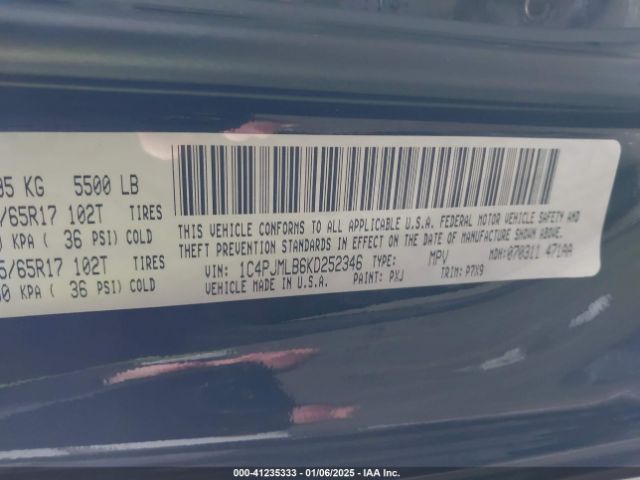 05 KG 5500 LB
/65R17 102T TIRES
KPA ( 36 PSI) COLD
5/65R17 102T TIRES
0 KPA ( 36 PSI) COLD
THIS VEHICLE CONFORMS TO ALL APPLICABLE U.S.A. FEDERAL MOTOR VEHICLE SAFETY AND
THEFT PREVENTION STANDARDS IN EFFECT ON THE DATE OF MANUFACTURE SHOWN ABOVE.
VIN: 1C4PJMLB6KD252346 TYPE: MPV MDH: 070311 471AA
VEHICLE MADE IN U.S.A. PAINT: PXJ TRIM: P7X9
000-41235333 - 01/06/2025 - IAA Inc.